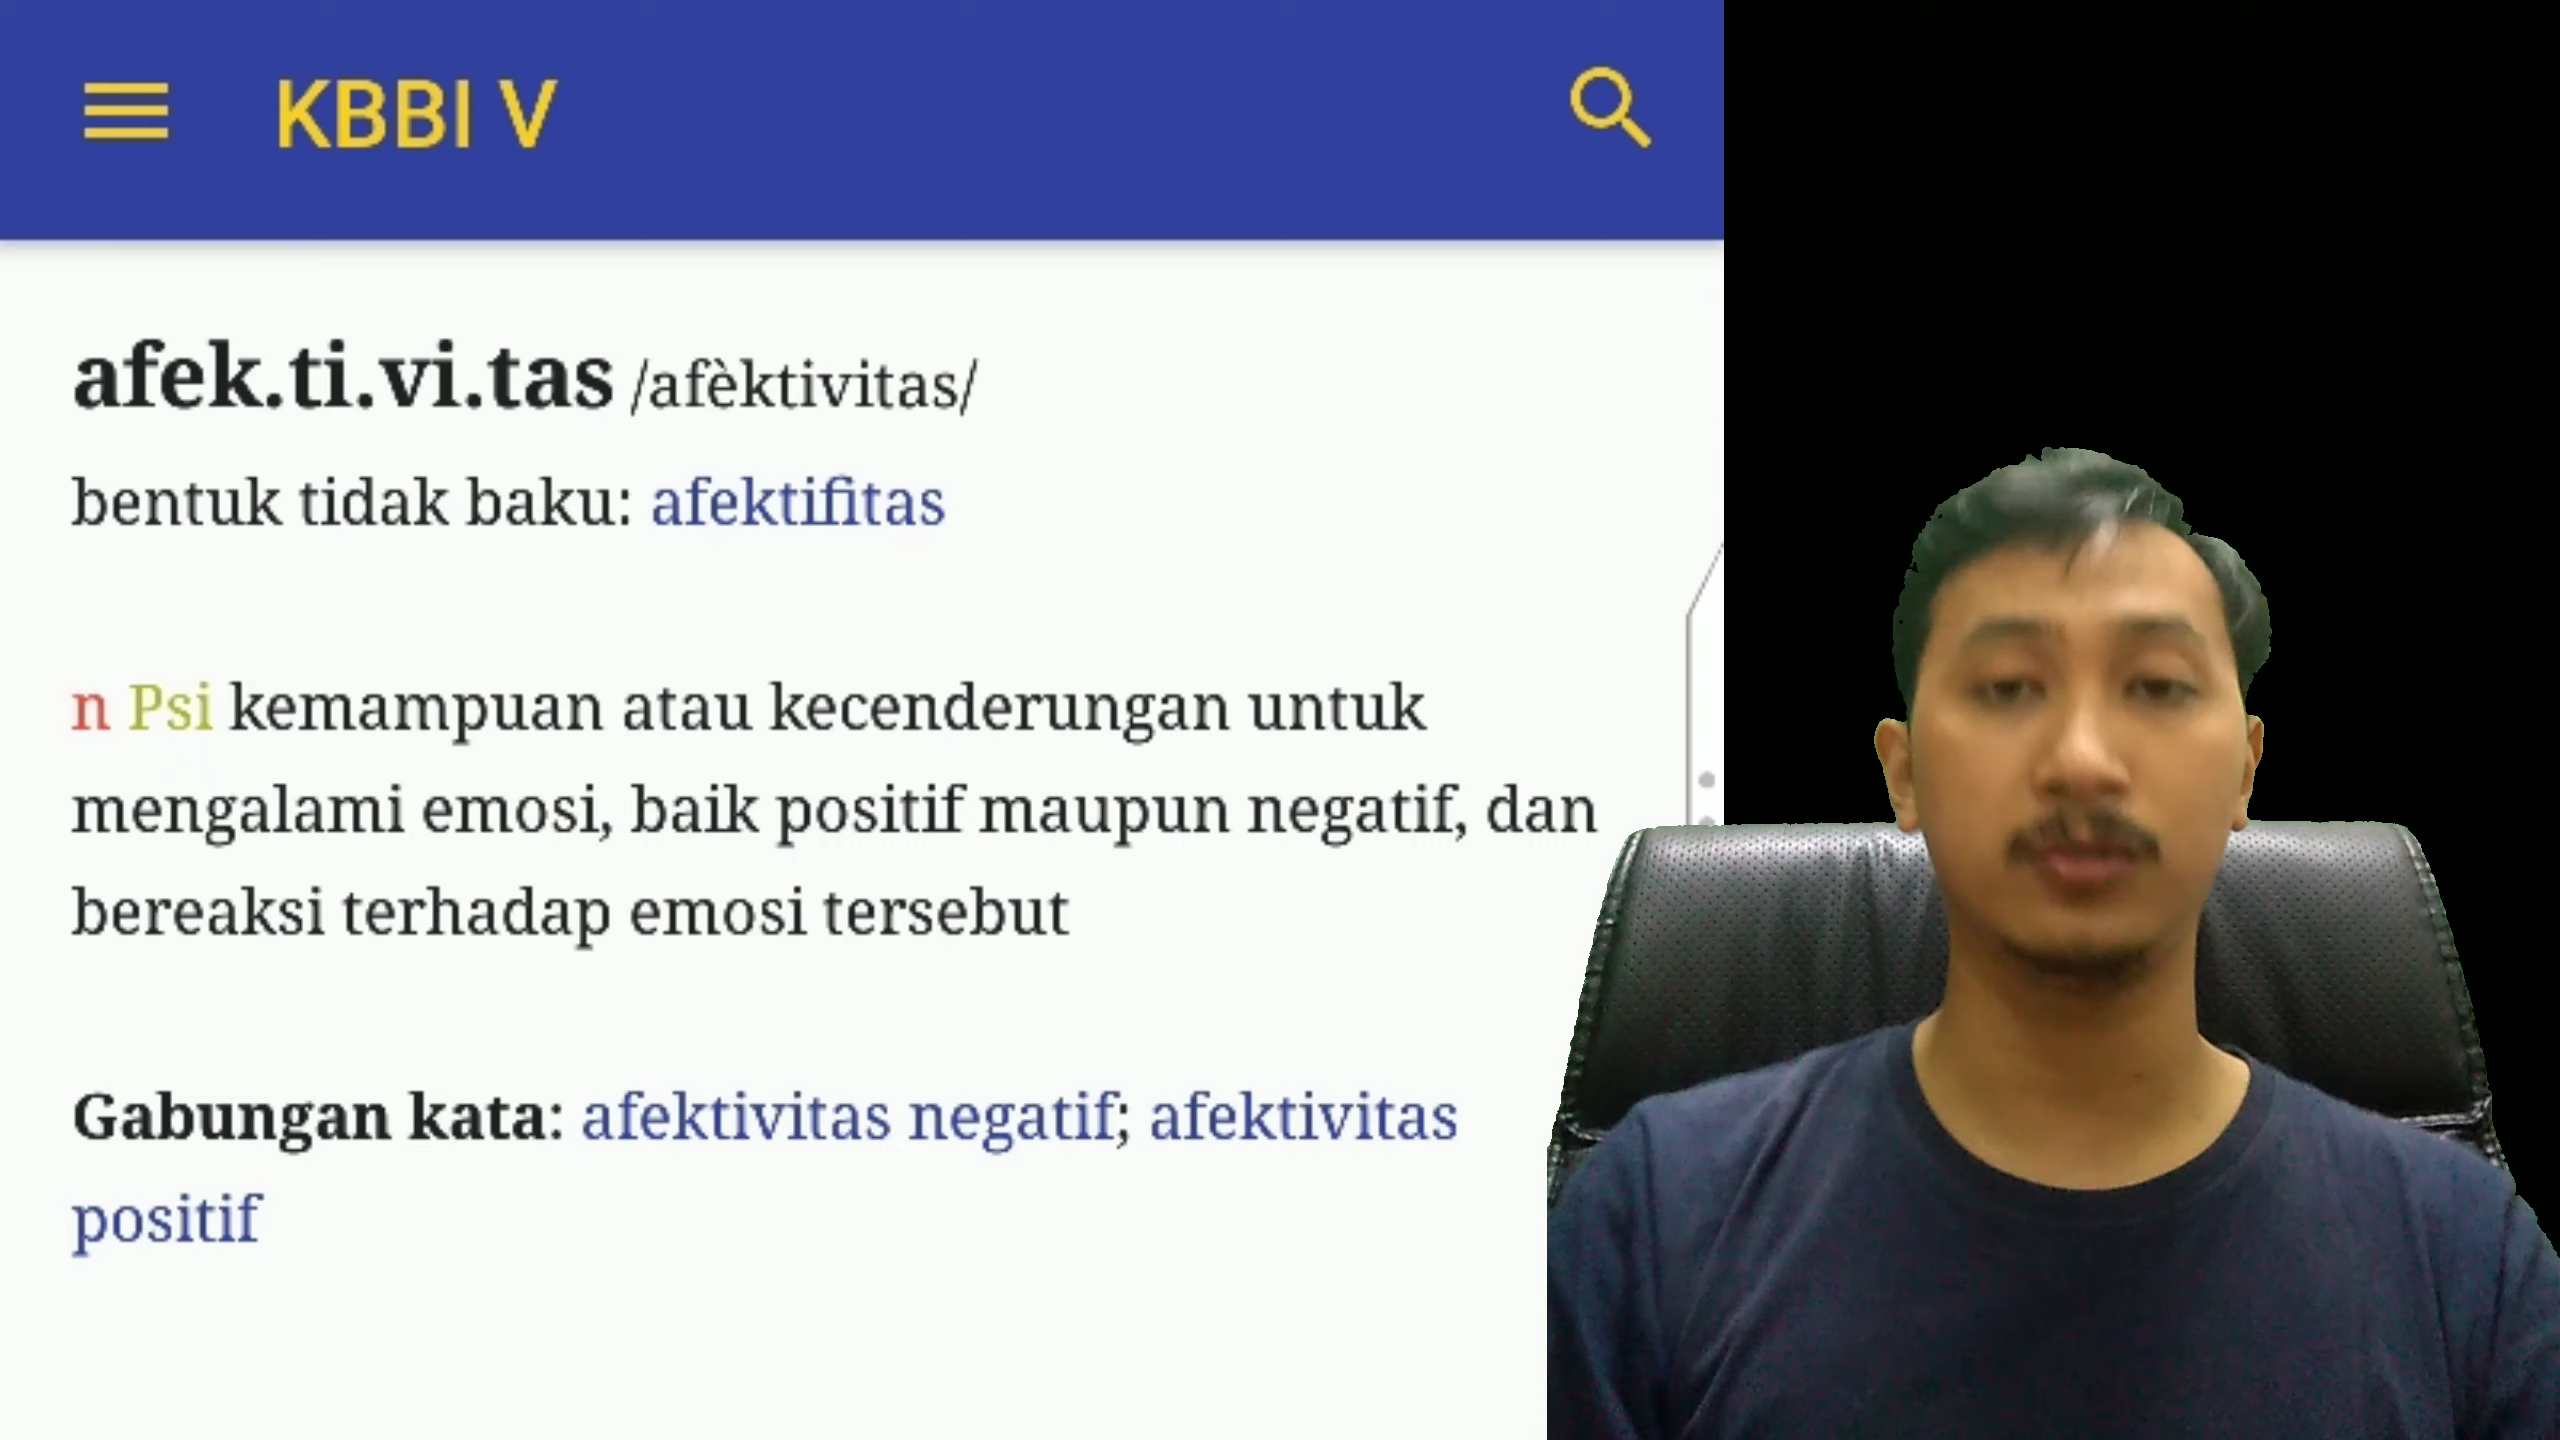 KBBI V
afek.ti.vi.tas /afèktivitas/
bentuk tidak baku: afektifitas
n Psi kemampuan atau kecenderungan untuk
mengalami emosi, baik positif maupun negatif, dan
bereaksi terhadap emosi tersebut
Gabungan kata: afektivitas negatif; afektivitas
positif